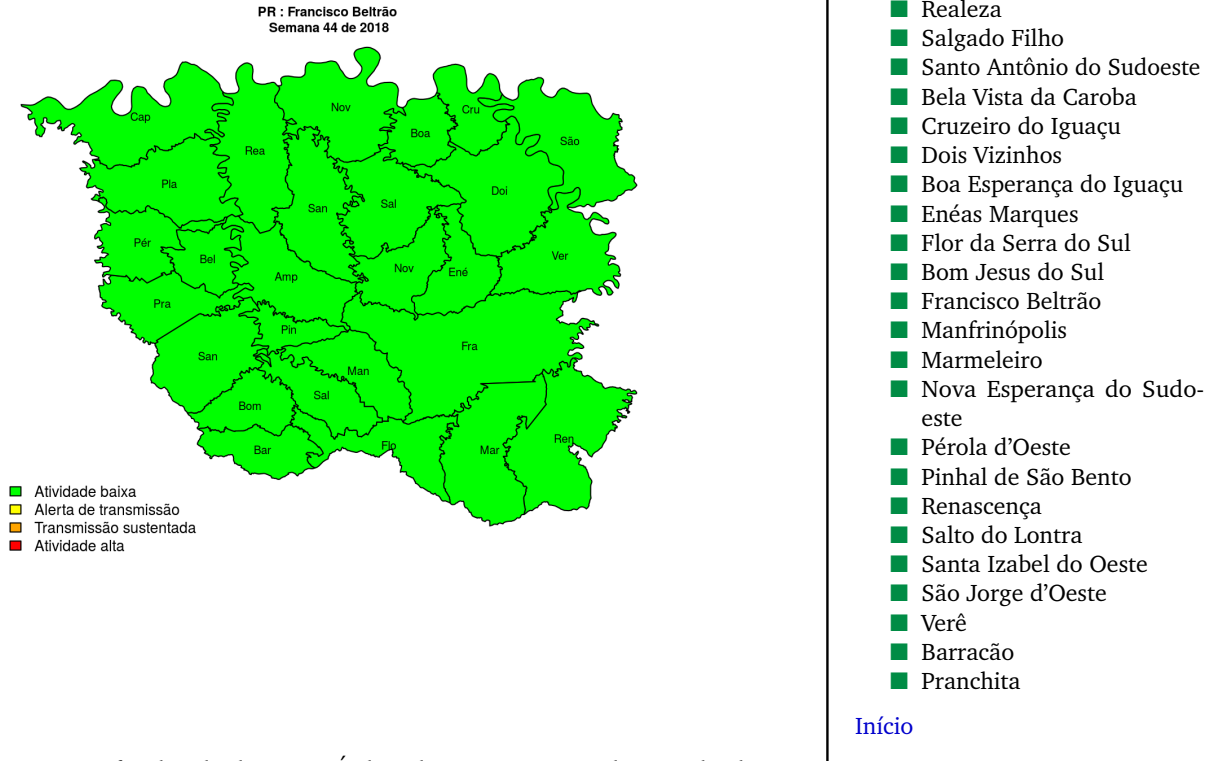 PR : Francisco Beltrão
Semana 44 de 2018
Cap
Nov
Cru
Boa
São
Rea
Pla
Doi
Sal
San
Pér
Bel
Ver
Nov
Ené
Amp
Pra
Pin
Fra
San
Man
Sal
Bom
Ren
Flo
Bar
Mar
Atividade baixa
Alerta de transmissão
Transmissão sustentada
Atividade alta
Realeza
Salgado Filho
Santo Antônio do Sudoeste
Bela Vista da Caroba
Cruzeiro do Iguaçu
Dois Vizinhos
Boa Esperança do Iguaçu
Enéas Marques
Flor da Serra do Sul
Bom Jesus do Sul
Francisco Beltrão
Manfrinópolis
Marmeleiro
Nova Esperança do Sudo-
este
Pérola d'Oeste
Pinhal de São Bento
Renascença
Salto do Lontra
Santa Izabel do Oeste
São Jorge d'Oeste
Verê
Barracão
Pranchita
Início